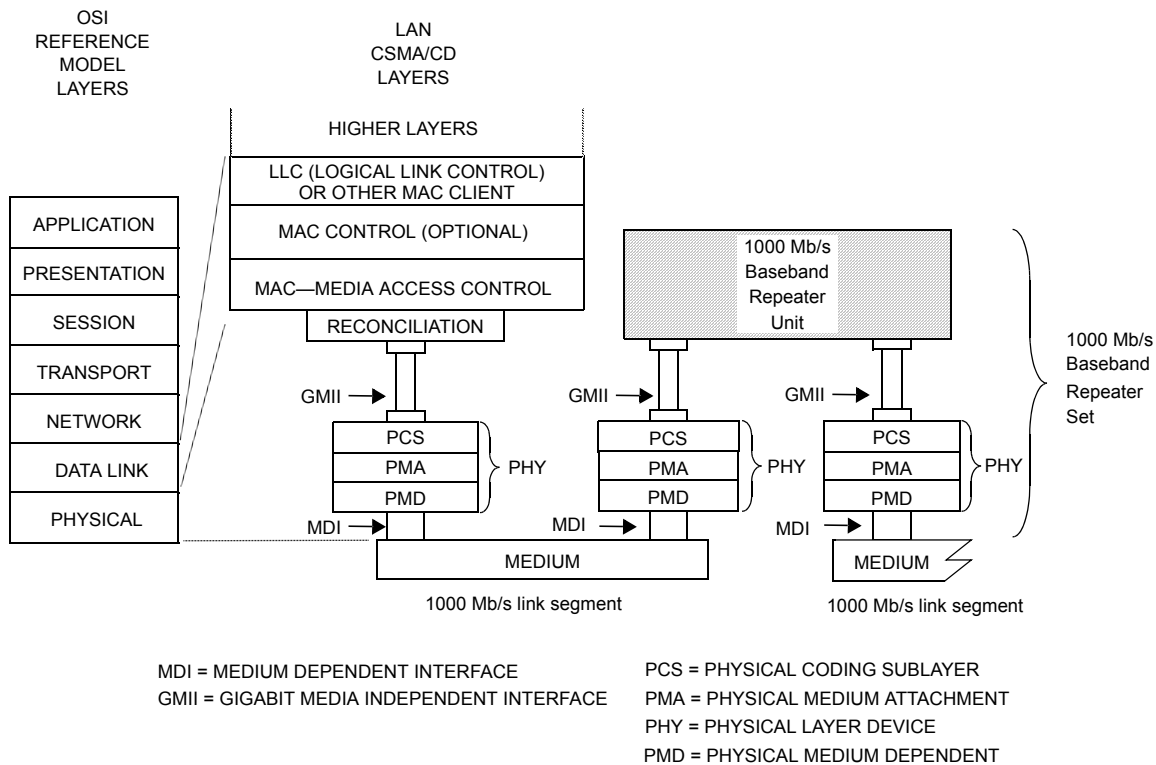 OSI
REFERENCE
MODEL
LAYERS
LAN
CSMA/CD
LAYERS
HIGHER LAYERS
LLC (LOGICAL LINK CONTROL)
OR OTHER MAC CLIENT
MAC CONTROL (OPTIONAL)
MAC—MEDIA ACCESS CONTROL
RECONCILIATION
APPLICATION
PRESENTATION
SESSION
TRANSPORT
NETWORK
DATA LINK
PHYSICAL
1000 Mb/s
Baseband
Repeater
Unit
1000 Mb/s
Baseband
Repeater
Set
GMII
GMII
GMII
PCS
PMA
PMD
PHY
PCS
PMA
PMD
PHY
PCS
PMA
PMD
PHY
MDI
MDI
MDI
MEDIUM
MEDIUM
1000 Mb/s link segment
1000 Mb/s link segment
MDI = MEDIUM DEPENDENT INTERFACE
GMII = GIGABIT MEDIA INDEPENDENT INTERFACE
PCS = PHYSICAL CODING SUBLAYER
PMA = PHYSICAL MEDIUM ATTACHMENT
PHY = PHYSICAL LAYER DEVICE
PMD = PHYSICAL MEDIUM DEPENDENT